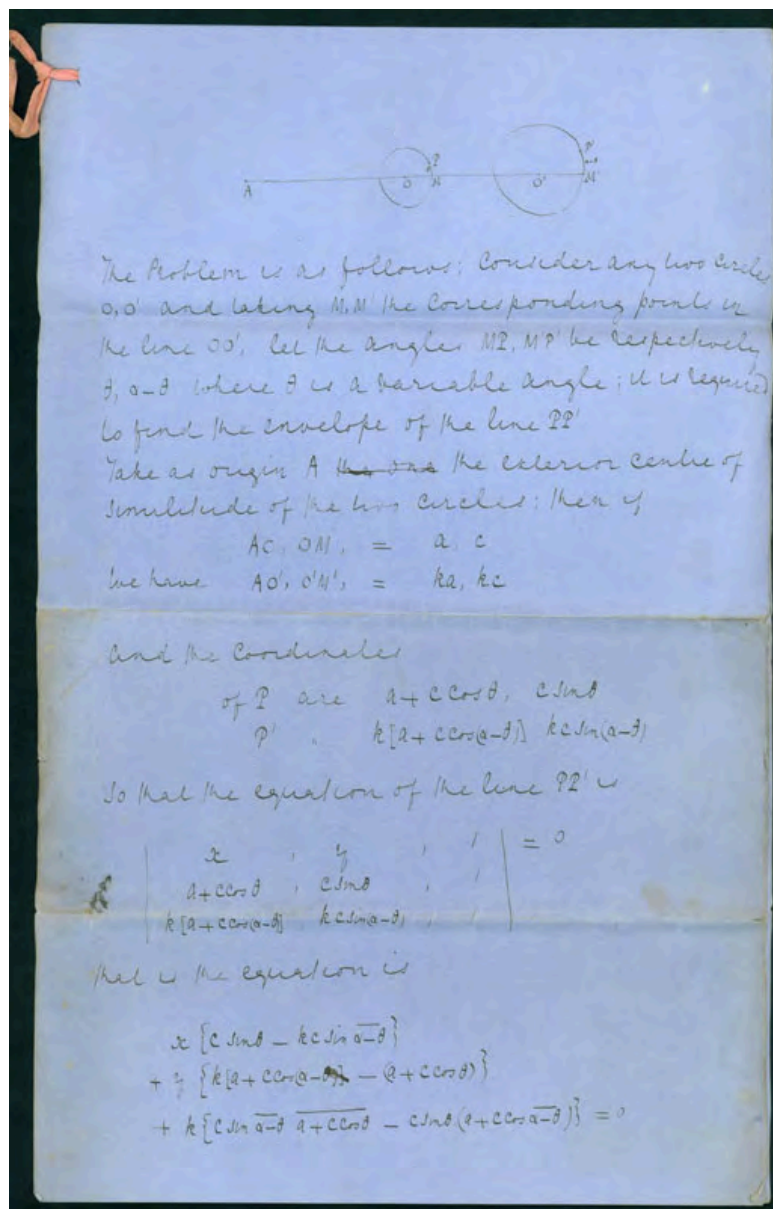 A O P M O' P' M'
The Problem is as follows: Consider any two circles
O, O' and taking M, M' the corresponding points in
the line OO', let the angles MP, M'P' be respectively
θ, α–θ where θ is a variable angle; it is required
to find the envelope of the line PP'
Take as origin A the one the exterior centre of
similitude of the two circles; then if
AO, OM, = a, c
we have AO', O'M', = ka, kc
and the coordinates
of P are a + c cos θ, c sin θ
P' " k[a + c cos(α–θ)] kc sin(α–θ)
So that the equation of the line PP' is
| x , y , 1 | = 0
| a + c cos θ , c sin θ , 1 |
| k[a + c cos(α–θ)] kc sin(α–θ) , 1 |
that is the equation is
x {c sin θ – kc sin α–θ}
+ y {k[a + c cos(α–θ)] – (a + c cos θ)}
+ k{c sin α–θ a + c cos θ – c sin θ (a + c cos α–θ)} = 0